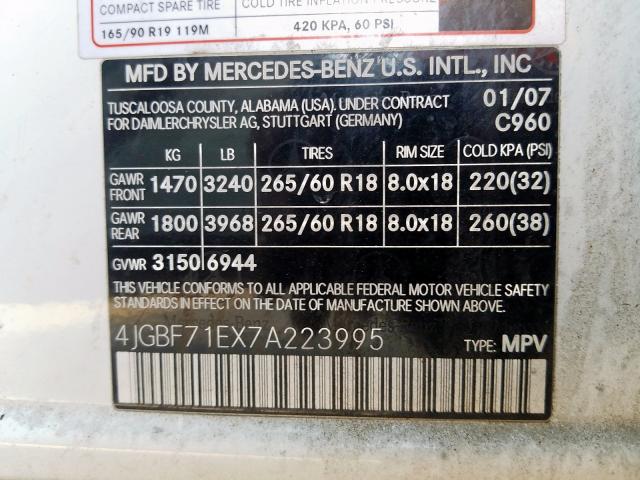 COMPACT SPARE TIRE
COLD TIRE INFLATION PRESSURE
165/90 R19 119M
420 KPA, 60 PSI
MFD BY MERCEDES-BENZ U.S. INTL., INC
TUSCALOOSA COUNTY, ALABAMA (USA). UNDER CONTRACT 01/07
FOR DAIMLERCHRYSLER AG, STUTTGART (GERMANY) C960
KG LB TIRES RIM SIZE COLD KPA (PSI)
GAWR FRONT 1470 3240 265/60 R18 8.0x18 220(32)
GAWR REAR 1800 3968 265/60 R18 8.0x18 260(38)
GVWR 3150 6944
THIS VEHICLE CONFORMS TO ALL APPLICABLE FEDERAL MOTOR VEHICLE SAFETY
STANDARDS IN EFFECT ON THE DATE OF MANUFACTURE SHOWN ABOVE.
4JGBF71EX7A223995
TYPE: MPV